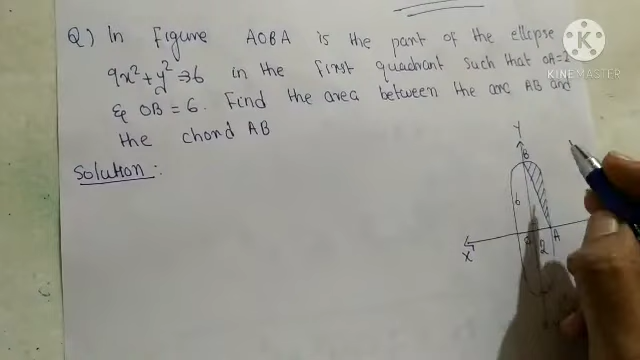 Q) In Figure AOBA is the part of the ellipse
9x² + y² = 36 in the first quadrant such that OA=2
& OB = 6. Find the area between the arc AB and
the chord AB
Solution:
K
KINEMASTER
Y
B
6
A
2
X